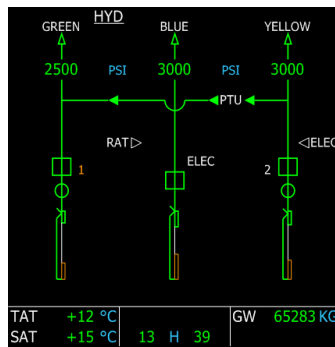 HYD
GREEN BLUE YELLOW
2500 PSI 3000 PSI 3000
PTU
RAT ELEC
ELEC
1 2
TAT +12 °C GW 65283 KG
SAT +15 °C 13 H 39